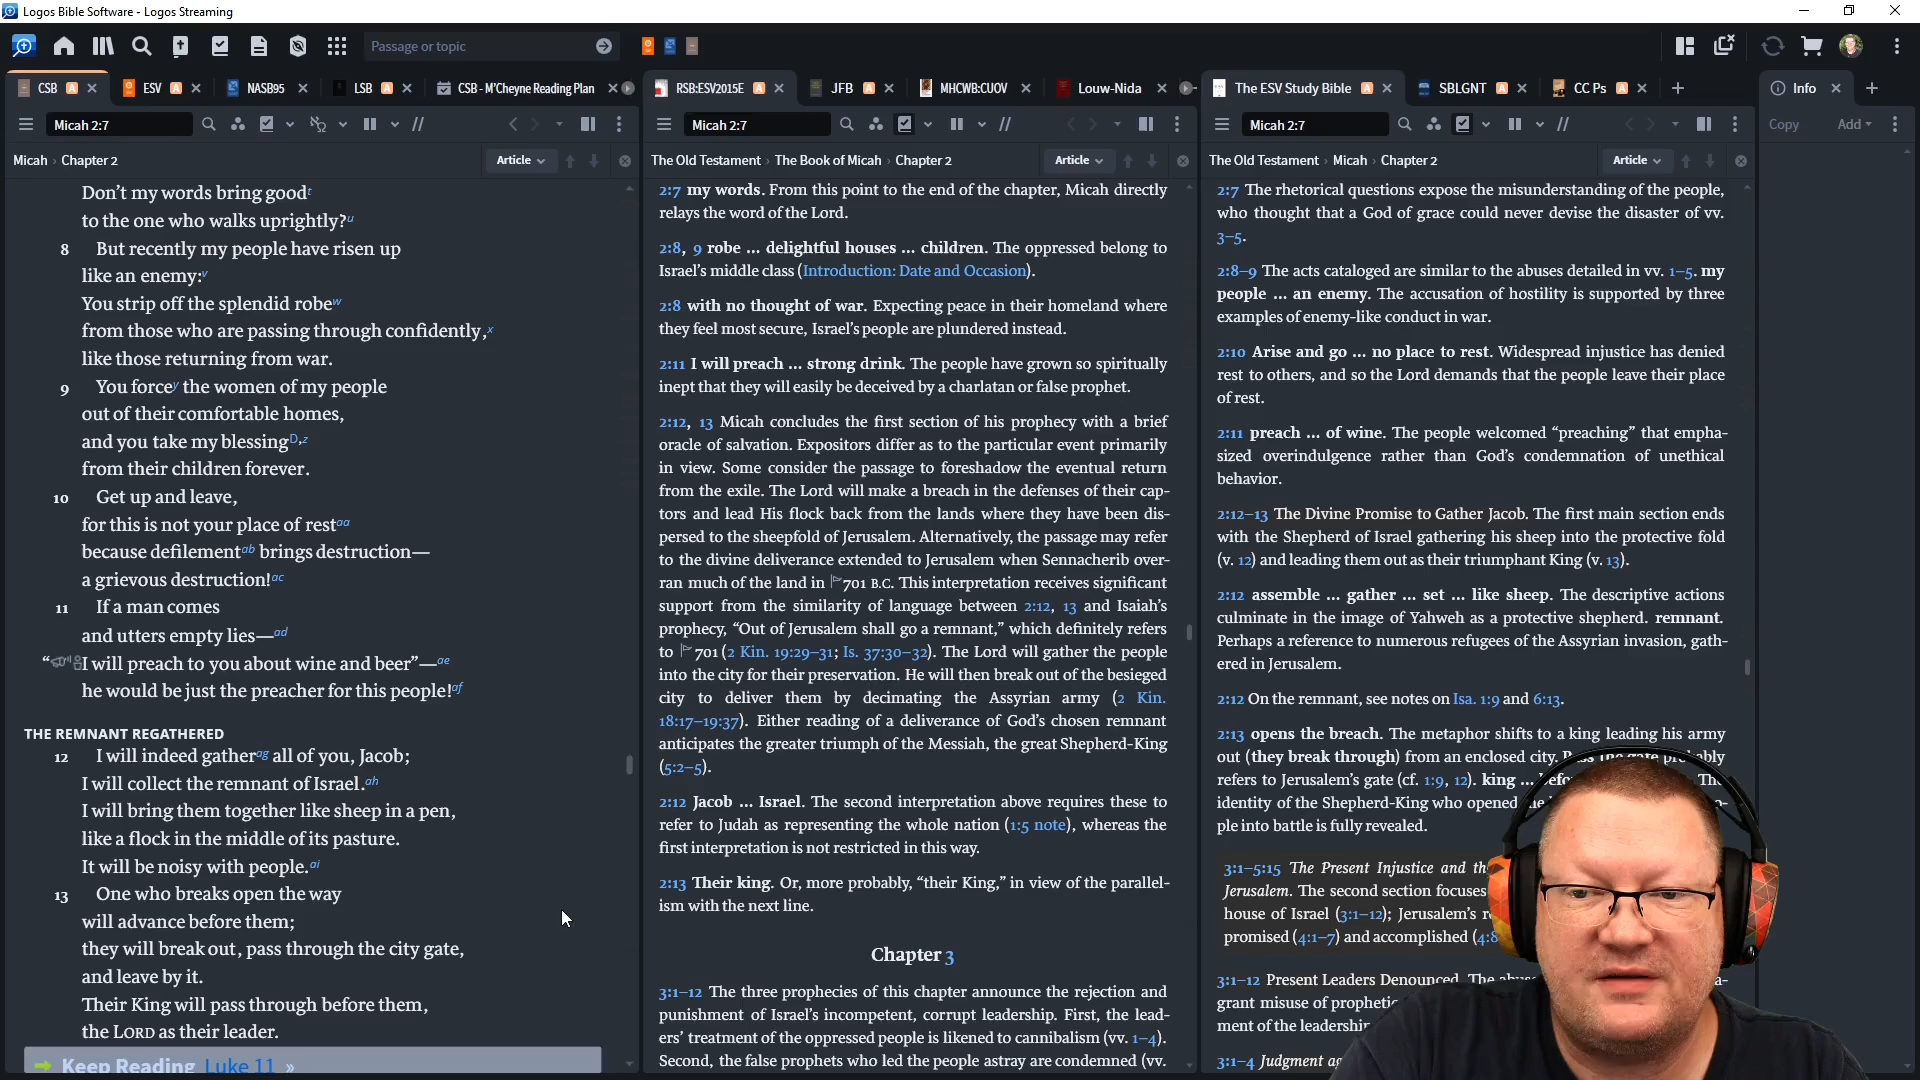 Logos Bible Software - Logos Streaming
Passage or topic
CSB A
ESV A
NASB95
LSB A
CSB - M'Cheyne Reading Plan
RSB:ESV2015E A
JFB A
MHCWB:CUOV
Louw-Nida
The ESV Study Bible A
SBLGNT A
CC Ps A
Info
Micah 2:7
Micah 2:7
Micah 2:7
Copy
Add
Micah › Chapter 2
Article
The Old Testament › The Book of Micah › Chapter 2
Article
The Old Testament › Micah › Chapter 2
Article
Don’t my words bring good t
to the one who walks uprightly? u
8 But recently my people have risen up
like an enemy: v
You strip off the splendid robe w
from those who are passing through confidently, x
like those returning from war.
9 You force y the women of my people
out of their comfortable homes,
and you take my blessing D,z
from their children forever.
10 Get up and leave,
for this is not your place of rest aa
because defilement ab brings destruction—
a grievous destruction! ac
11 If a man comes
and utters empty lies— ad
“I will preach to you about wine and beer”— ae
he would be just the preacher for this people! af
THE REMNANT REGATHERED
12 I will indeed gather ag all of you, Jacob;
I will collect the remnant of Israel. ah
I will bring them together like sheep in a pen,
like a flock in the middle of its pasture.
It will be noisy with people. ai
13 One who breaks open the way
will advance before them;
they will break out, pass through the city gate,
and leave by it.
Their King will pass through before them,
the LORD as their leader.
Keep Reading Luke 11 »
2:7 my words. From this point to the end of the chapter, Micah directly
relays the word of the Lord.
2:8, 9 robe ... delightful houses ... children. The oppressed belong to
Israel’s middle class (Introduction: Date and Occasion).
2:8 with no thought of war. Expecting peace in their homeland where
they feel most secure, Israel’s people are plundered instead.
2:11 I will preach ... strong drink. The people have grown so spiritually
inept that they will easily be deceived by a charlatan or false prophet.
2:12, 13 Micah concludes the first section of his prophecy with a brief
oracle of salvation. Expositors differ as to the particular event primarily
in view. Some consider the passage to foreshadow the eventual return
from the exile. The Lord will make a breach in the defenses of their cap-
tors and lead His flock back from the lands where they have been dis-
persed to the sheepfold of Jerusalem. Alternatively, the passage may refer
to the divine deliverance extended to Jerusalem when Sennacherib over-
ran much of the land in 701 B.C. This interpretation receives significant
support from the similarity of language between 2:12, 13 and Isaiah’s
prophecy, “Out of Jerusalem shall go a remnant,” which definitely refers
to 701 (2 Kin. 19:29–31; Is. 37:30–32). The Lord will gather the people
into the city for their preservation. He will then break out of the besieged
city to deliver them by decimating the Assyrian army (2 Kin.
18:17–19:37). Either reading of a deliverance of God’s chosen remnant
anticipates the greater triumph of the Messiah, the great Shepherd-King
(5:2–5).
2:12 Jacob ... Israel. The second interpretation above requires these to
refer to Judah as representing the whole nation (1:5 note), whereas the
first interpretation is not restricted in this way.
2:13 Their king. Or, more probably, “their King,” in view of the parallel-
ism with the next line.
Chapter 3
3:1–12 The three prophecies of this chapter announce the rejection and
punishment of Israel’s incompetent, corrupt leadership. First, the lead-
ers’ treatment of the oppressed people is likened to cannibalism (vv. 1–4).
Second, the false prophets who led the people astray are condemned (vv.
2:7 The rhetorical questions expose the misunderstanding of the people,
who thought that a God of grace could never devise the disaster of vv.
3–5.
2:8–9 The acts cataloged are similar to the abuses detailed in vv. 1–5. my
people ... an enemy. The accusation of hostility is supported by three
examples of enemy-like conduct in war.
2:10 Arise and go ... no place to rest. Widespread injustice has denied
rest to others, and so the Lord demands that the people leave their place
of rest.
2:11 preach ... of wine. The people welcomed “preaching” that empha-
sized overindulgence rather than God’s condemnation of unethical
behavior.
2:12–13 The Divine Promise to Gather Jacob. The first main section ends
with the Shepherd of Israel gathering his sheep into the protective fold
(v. 12) and leading them out as their triumphant King (v. 13).
2:12 assemble ... gather ... set ... like sheep. The descriptive actions
culminate in the image of Yahweh as a protective shepherd. remnant.
Perhaps a reference to numerous refugees of the Assyrian invasion, gath-
ered in Jerusalem.
2:12 On the remnant, see notes on Isa. 1:9 and 6:13.
2:13 opens the breach. The metaphor shifts to a king leading his army
out (they break through) from an enclosed city. Pass the gate probably
refers to Jerusalem’s gate (cf. 1:9, 12). king ... The
identity of the Shepherd-King who opened
ple into battle is fully revealed.
3:1–5:15 The Present Injustice and
Jerusalem. The second section focuses
house of Israel (3:1–12); Jerusalem’s
promised (4:1–7) and accomplished (4:8
3:1–12 Present Leaders Denounced. The
grant misuse of prophetic
ment of the leadership
3:1–4 Judgment